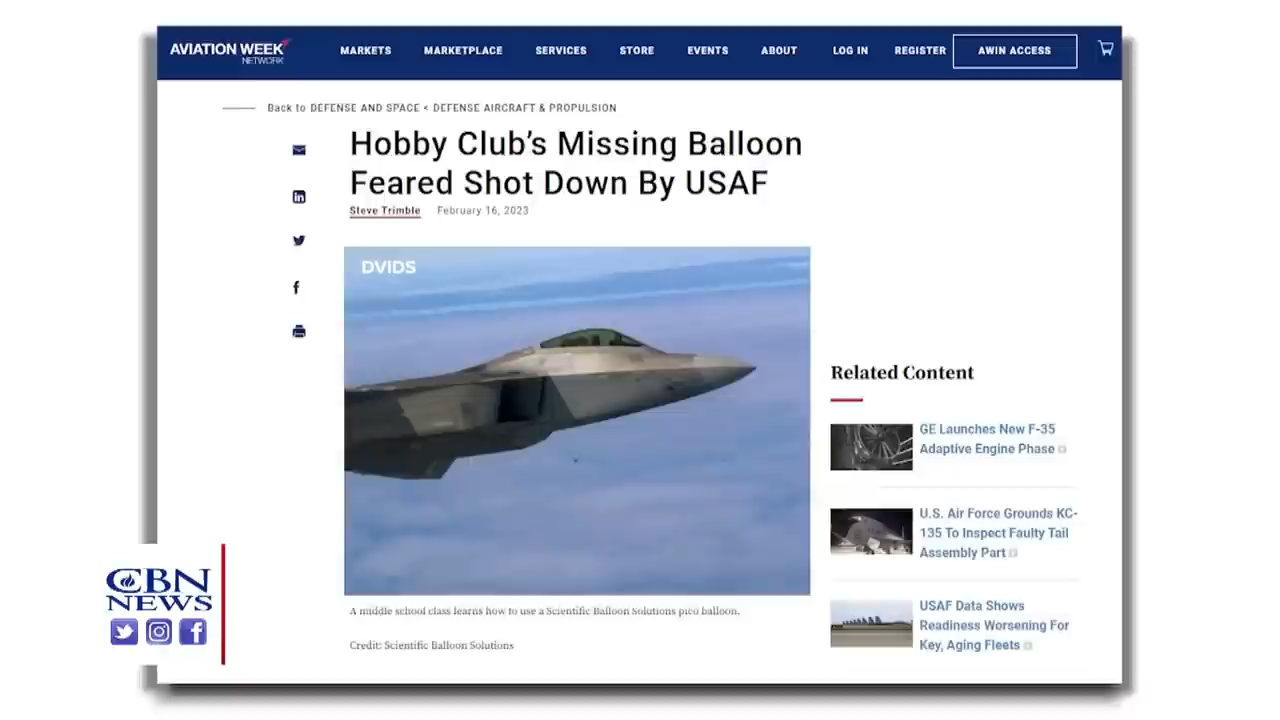 AVIATION WEEK
NETWORK
MARKETS
MARKETPLACE
SERVICES
STORE
EVENTS
ABOUT
LOG IN
REGISTER
AWIN ACCESS
Back to DEFENSE AND SPACE < DEFENSE AIRCRAFT & PROPULSION
Hobby Club's Missing Balloon
Feared Shot Down By USAF
Steve Trimble February 16, 2023
in
f
DVIDS
A middle school class learns how to use a Scientific Balloon Solutions pico balloon.
Credit: Scientific Balloon Solutions
Related Content
GE Launches New F-35
Adaptive Engine Phase
U.S. Air Force Grounds KC-
135 To Inspect Faulty Tail
Assembly Part
USAF Data Shows
Readiness Worsening For
Key, Aging Fleets
CBN
NEWS
f